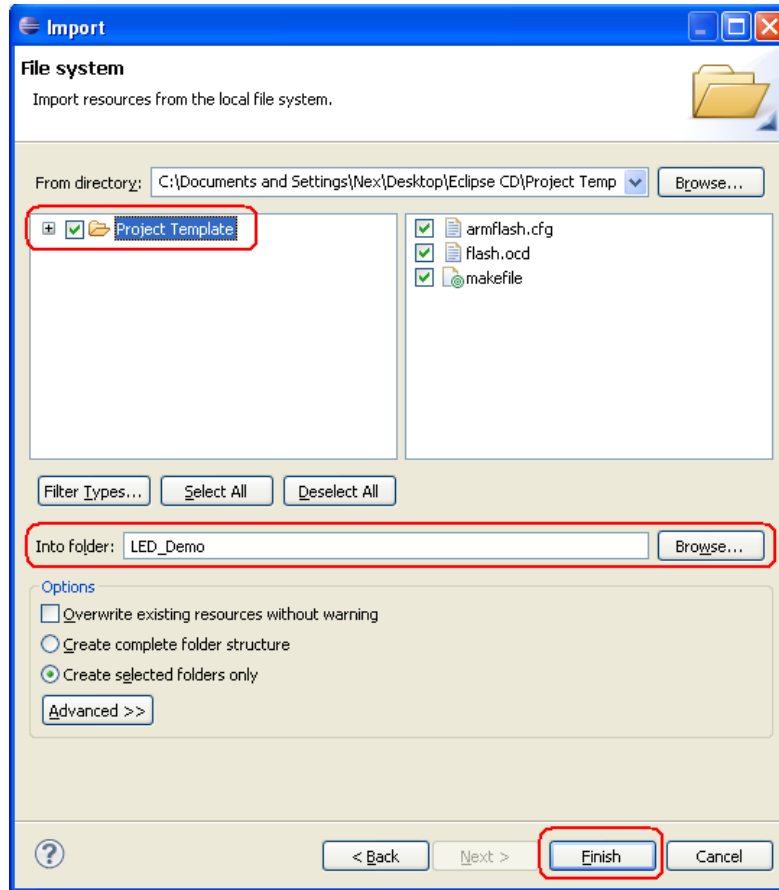 Import
File system
Import resources from the local file system.
From directory: C:\Documents and Settings\Nex\Desktop\Eclipse CD\Project Temp Browse...
Project Template
armflash.cfg
flash.ocd
makefile
Filter Types... Select All Deselect All
Into folder: LED_Demo Browse...
Options
Overwrite existing resources without warning
Create complete folder structure
Create selected folders only
Advanced >>
? < Back Next > Finish Cancel